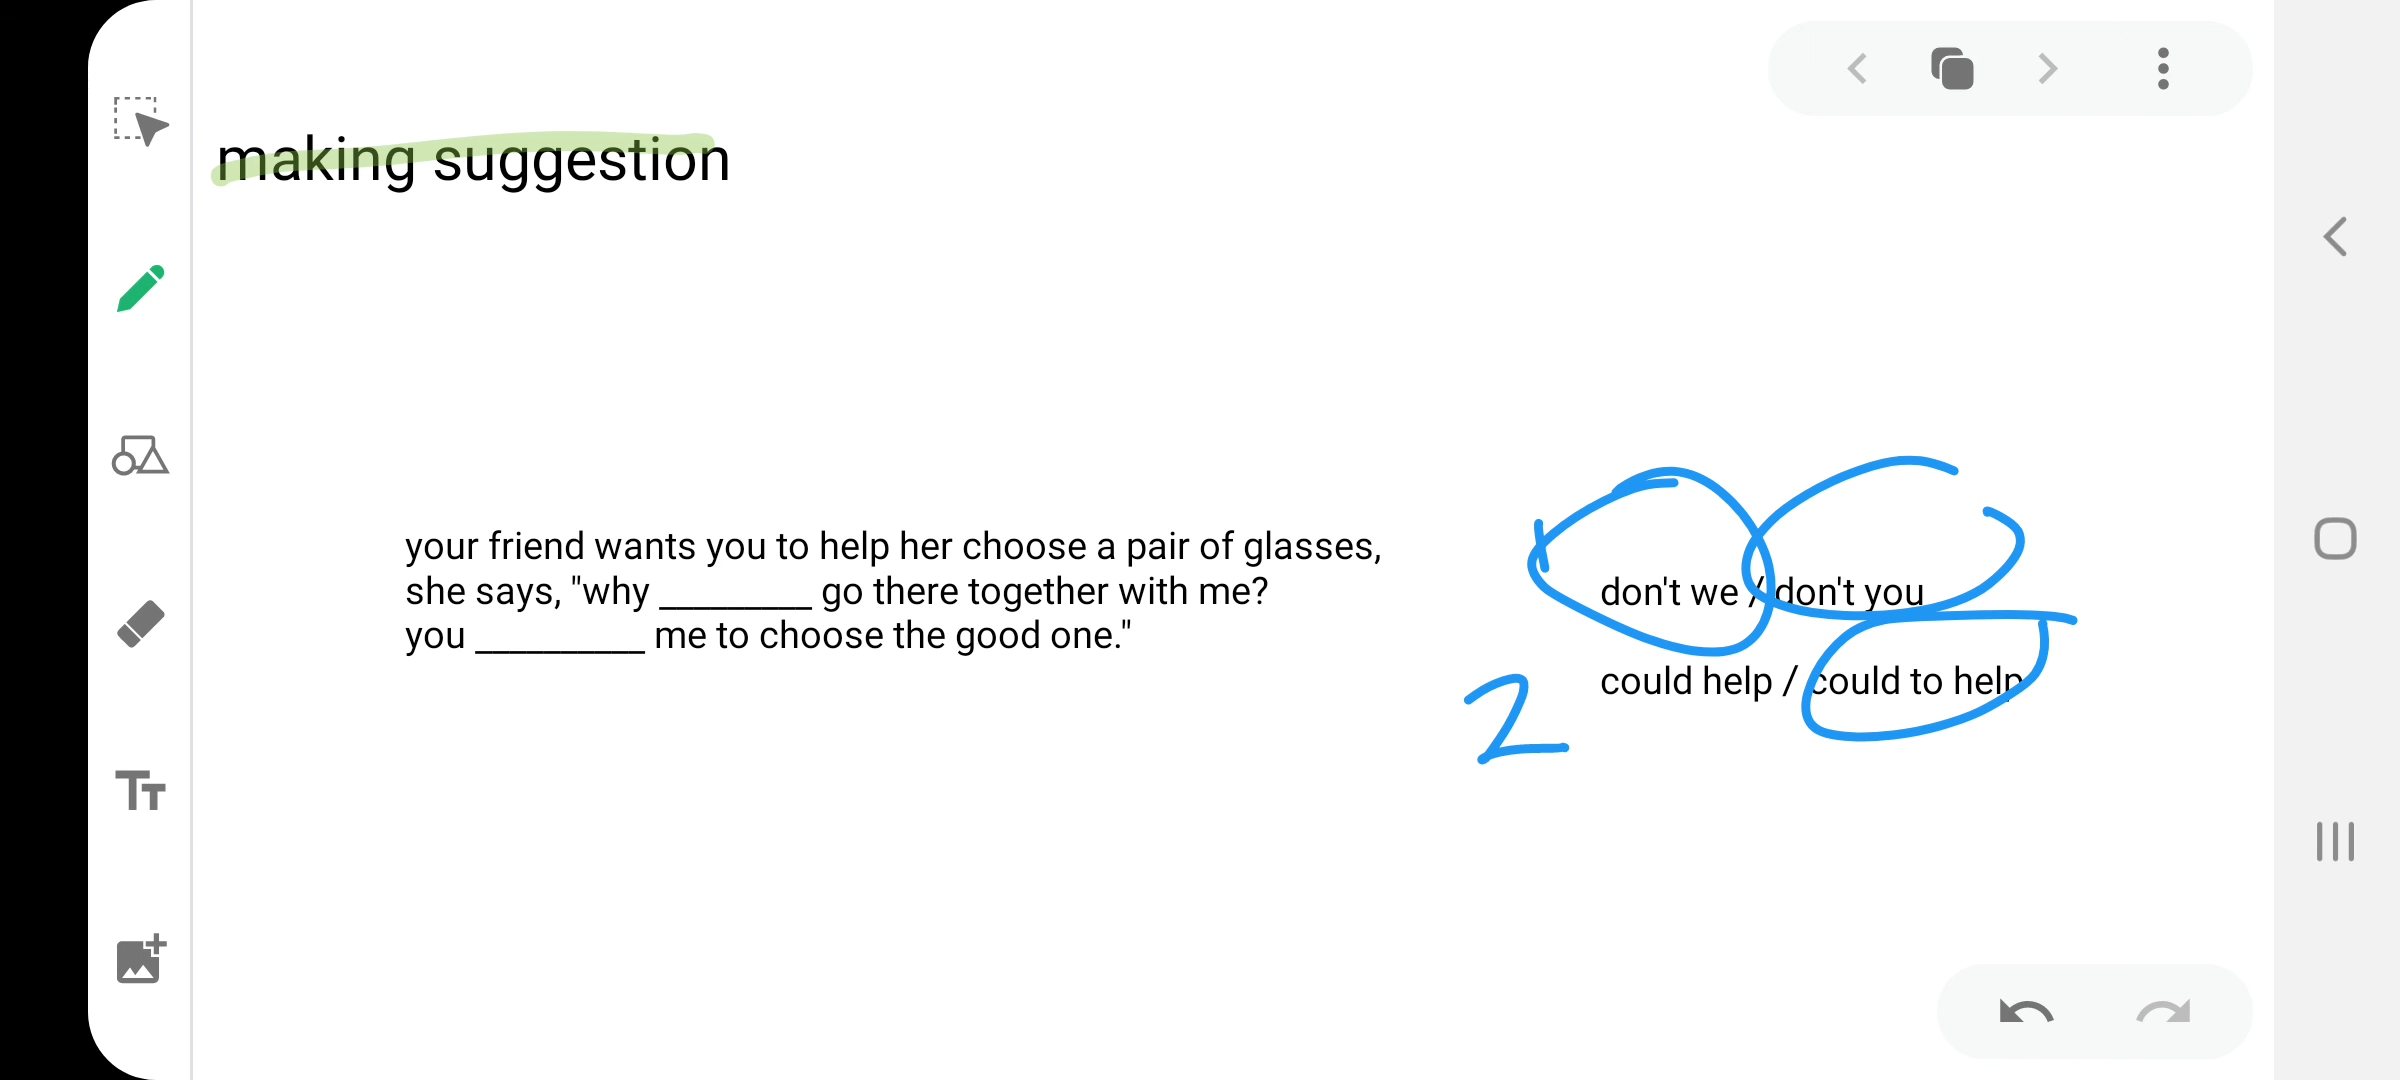 making suggestion
your friend wants you to help her choose a pair of glasses,
she says, "why ________ go there together with me?
you _________ me to choose the good one."
1
don't we / don't you
2
could help / could to help
Tт